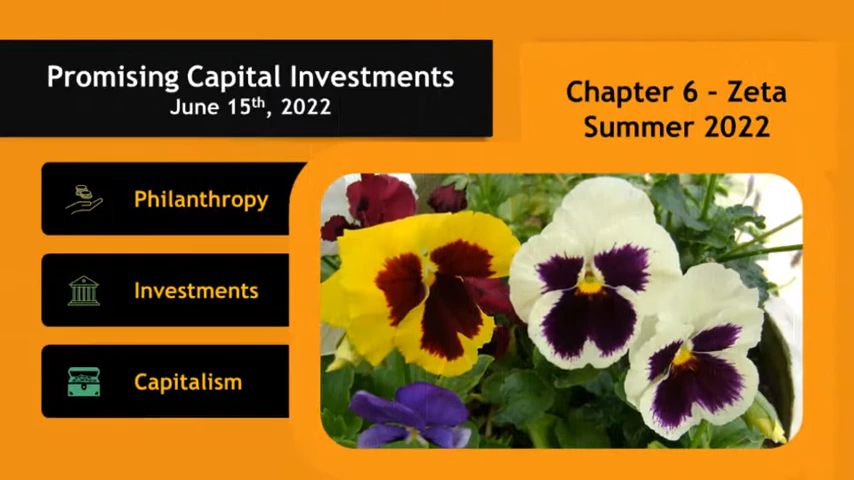 Promising Capital Investments
June 15th, 2022
Chapter 6 – Zeta
Summer 2022
Philanthropy
Investments
Capitalism